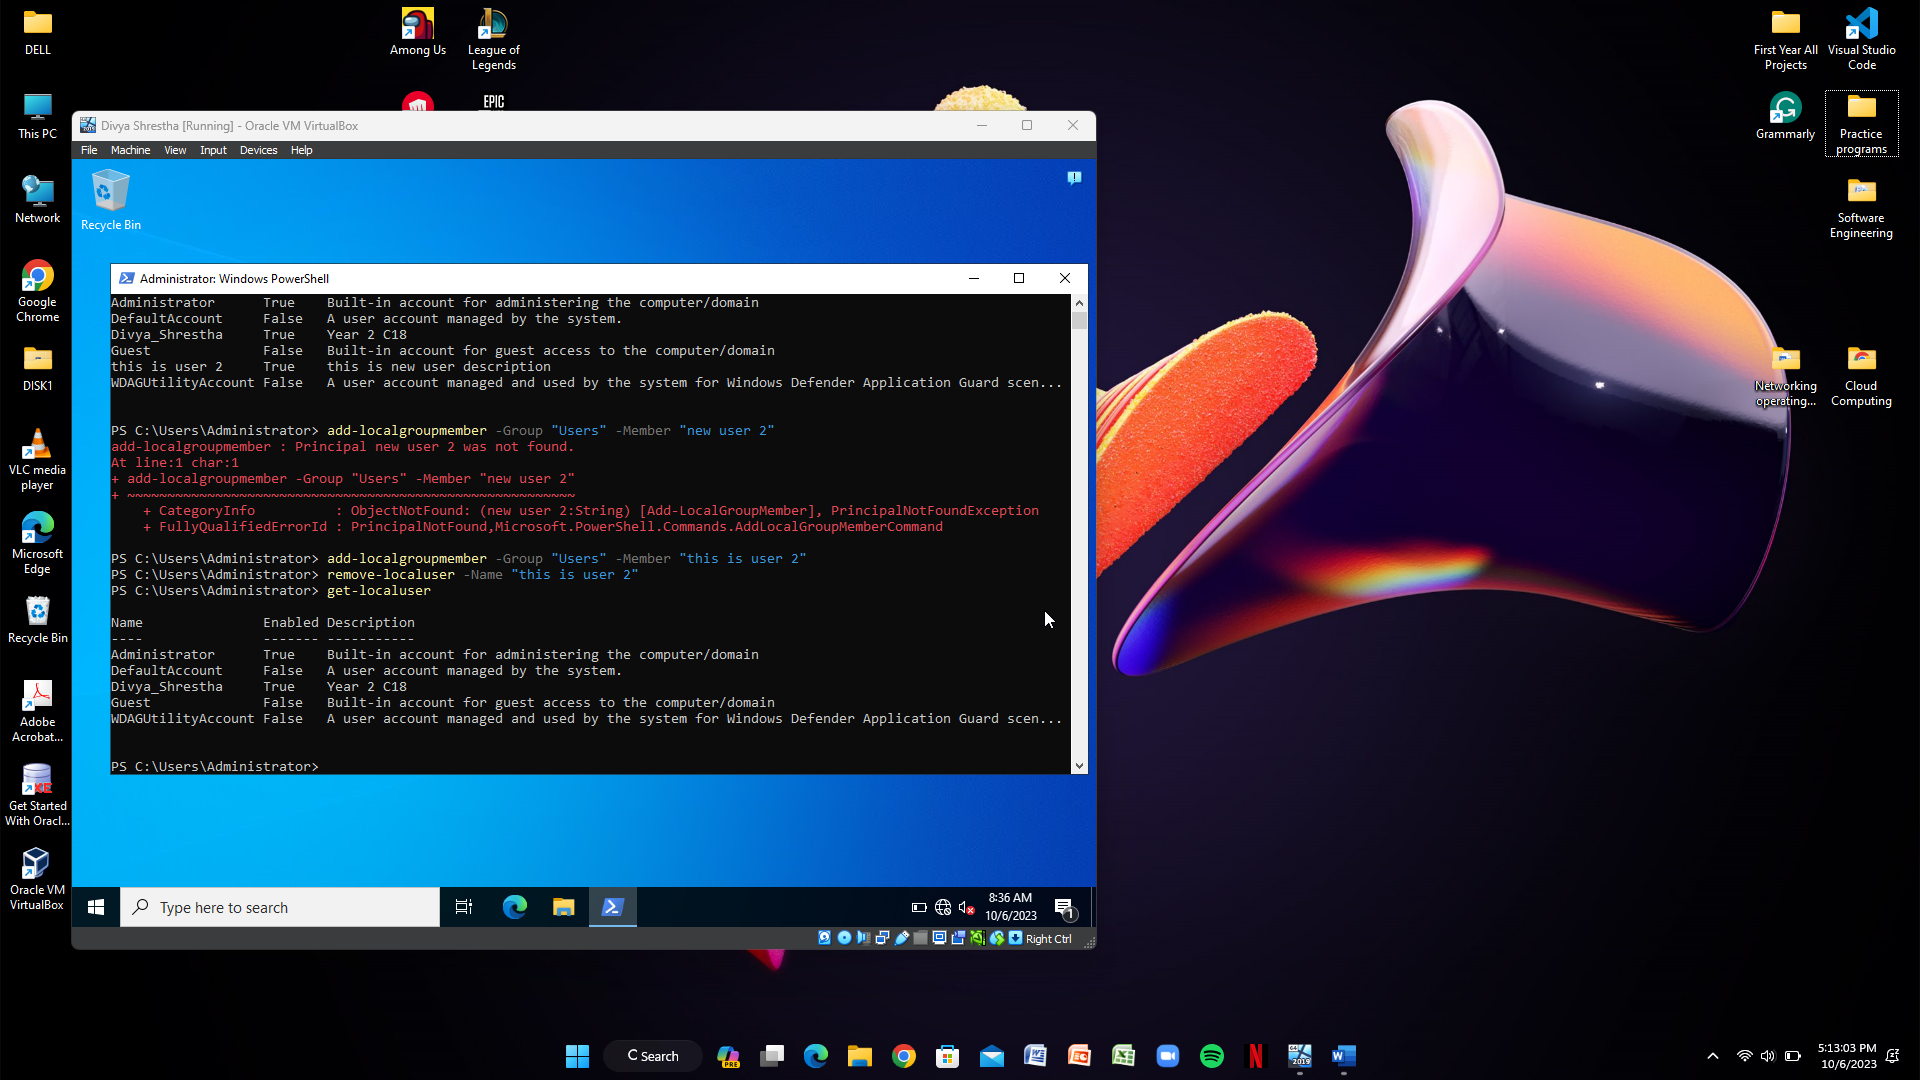 DELL
This PC
Network
Google
Chrome
DISK1
VLC media
player
Microsoft
Edge
Recycle Bin
Adobe
Acrobat...
Get Started
With Oracl...
Oracle VM
VirtualBox
Among Us
League of
Legends
EPIC
First Year All
Projects
Visual Studio
Code
Grammarly
Practice
programs
Software
Engineering
Networking
operating...
Cloud
Computing
Divya Shrestha [Running] - Oracle VM VirtualBox
File Machine View Input Devices Help
Recycle Bin
Administrator: Windows PowerShell
Administrator      True    Built-in account for administering the computer/domain
DefaultAccount     False   A user account managed by the system.
Divya_Shrestha     True    Year 2 C18
Guest              False   Built-in account for guest access to the computer/domain
this is user 2     True    this is new user description
WDAGUtilityAccount False   A user account managed and used by the system for Windows Defender Application Guard scen...
PS C:\Users\Administrator> add-localgroupmember -Group "Users" -Member "new user 2"
add-localgroupmember : Principal new user 2 was not found.
At line:1 char:1
+ add-localgroupmember -Group "Users" -Member "new user 2"
+ ~~~~~~~~~~~~~~~~~~~~~~~~~~~~~~~~~~~~~~~~~~~~~~~~~~~~~~~~
    + CategoryInfo          : ObjectNotFound: (new user 2:String) [Add-LocalGroupMember], PrincipalNotFoundException
    + FullyQualifiedErrorId : PrincipalNotFound,Microsoft.PowerShell.Commands.AddLocalGroupMemberCommand
PS C:\Users\Administrator> add-localgroupmember -Group "Users" -Member "this is user 2"
PS C:\Users\Administrator> remove-localuser -Name "this is user 2"
PS C:\Users\Administrator> get-localuser
Name               Enabled Description
----               ------- -----------
Administrator      True    Built-in account for administering the computer/domain
DefaultAccount     False   A user account managed by the system.
Divya_Shrestha     True    Year 2 C18
Guest              False   Built-in account for guest access to the computer/domain
WDAGUtilityAccount False   A user account managed and used by the system for Windows Defender Application Guard scen...
PS C:\Users\Administrator>
Type here to search
8:36 AM
10/6/2023
1
Right Ctrl
Search
PRE
2019
5:13:03 PM
10/6/2023